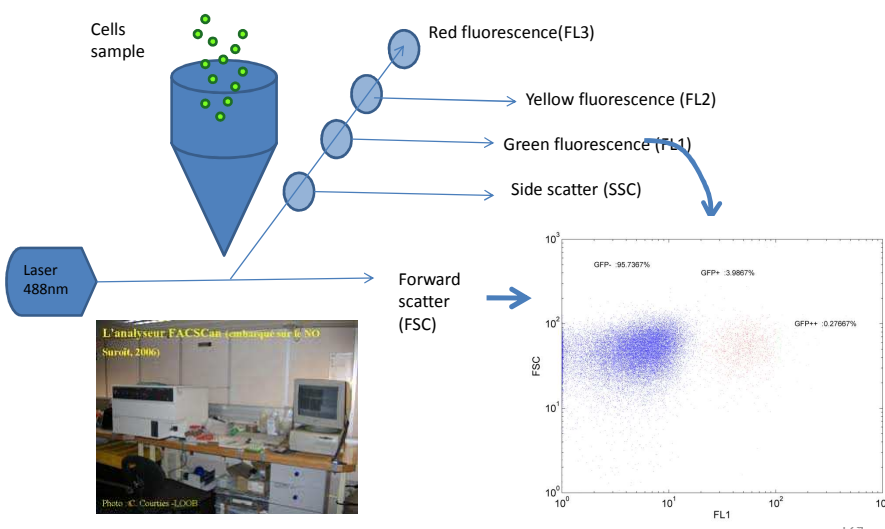 Cells
sample
Red fluorescence(FL3)
Yellow fluorescence (FL2)
Green fluorescence (FL1)
Side scatter (SSC)
Laser
488nm
Forward
scatter
(FSC)
L'analyseur FACSCan (embarqué sur le NO
Suroît, 2006)
Photo : C. Courties -LOOB
10³
10²
10¹
10⁰
FSC
GFP- :95.7367%
GFP+ :3.9867%
GFP++ :0.27667%
10⁰ 10¹ 10²
FL1